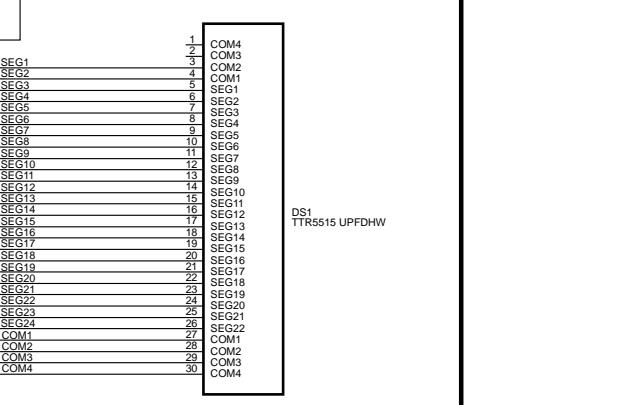 1 COM4
2 COM3
SEG1 3 COM2
SEG2 4 COM1
SEG3 5 SEG1
SEG4 6 SEG2
SEG5 7 SEG3
SEG6 8 SEG4
SEG7 9 SEG5
SEG8 10 SEG6
SEG9 11 SEG7
SEG10 12 SEG8
SEG11 13 SEG9
SEG12 14 SEG10
SEG13 15 SEG11
SEG14 16 SEG12
SEG15 17 SEG13
SEG16 18 SEG14
SEG17 19 SEG15
SEG18 20 SEG16
SEG19 21 SEG17
SEG20 22 SEG18
SEG21 23 SEG19
SEG22 24 SEG20
SEG23 25 SEG21
SEG24 26 SEG22
COM1 27 COM1
COM2 28 COM2
COM3 29 COM3
COM4 30 COM4
DS1
TTR5515 UPFDHW